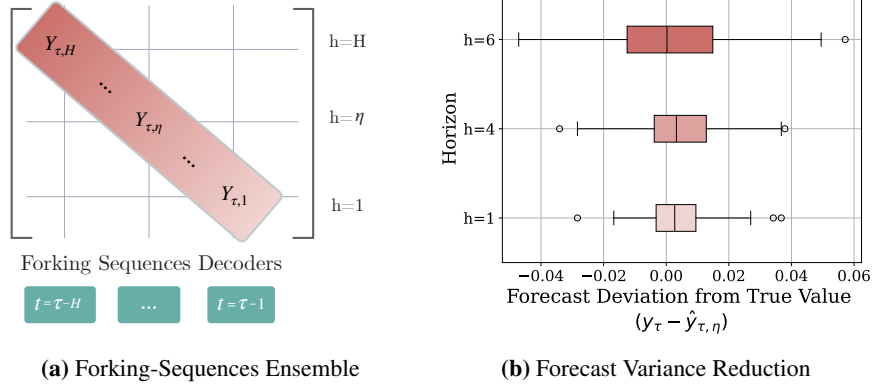 Y_{τ,H}
...
Y_{τ,η}
...
Y_{τ,1}
h=H
h=η
h=1
Forking Sequences Decoders
t=τ-H
...
t=τ-1
(a) Forking-Sequences Ensemble
Horizon
h=6
h=4
h=1
−0.04 −0.02 0.00 0.02 0.04 0.06
Forecast Deviation from True Value
(y_τ − ŷ_{τ,η})
(b) Forecast Variance Reduction